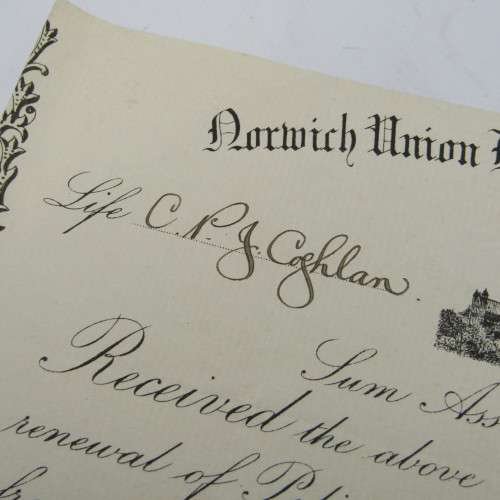 Norwich Union
Life C. P. J. Coghlan.
Sum Ass
Received the above
renewal of